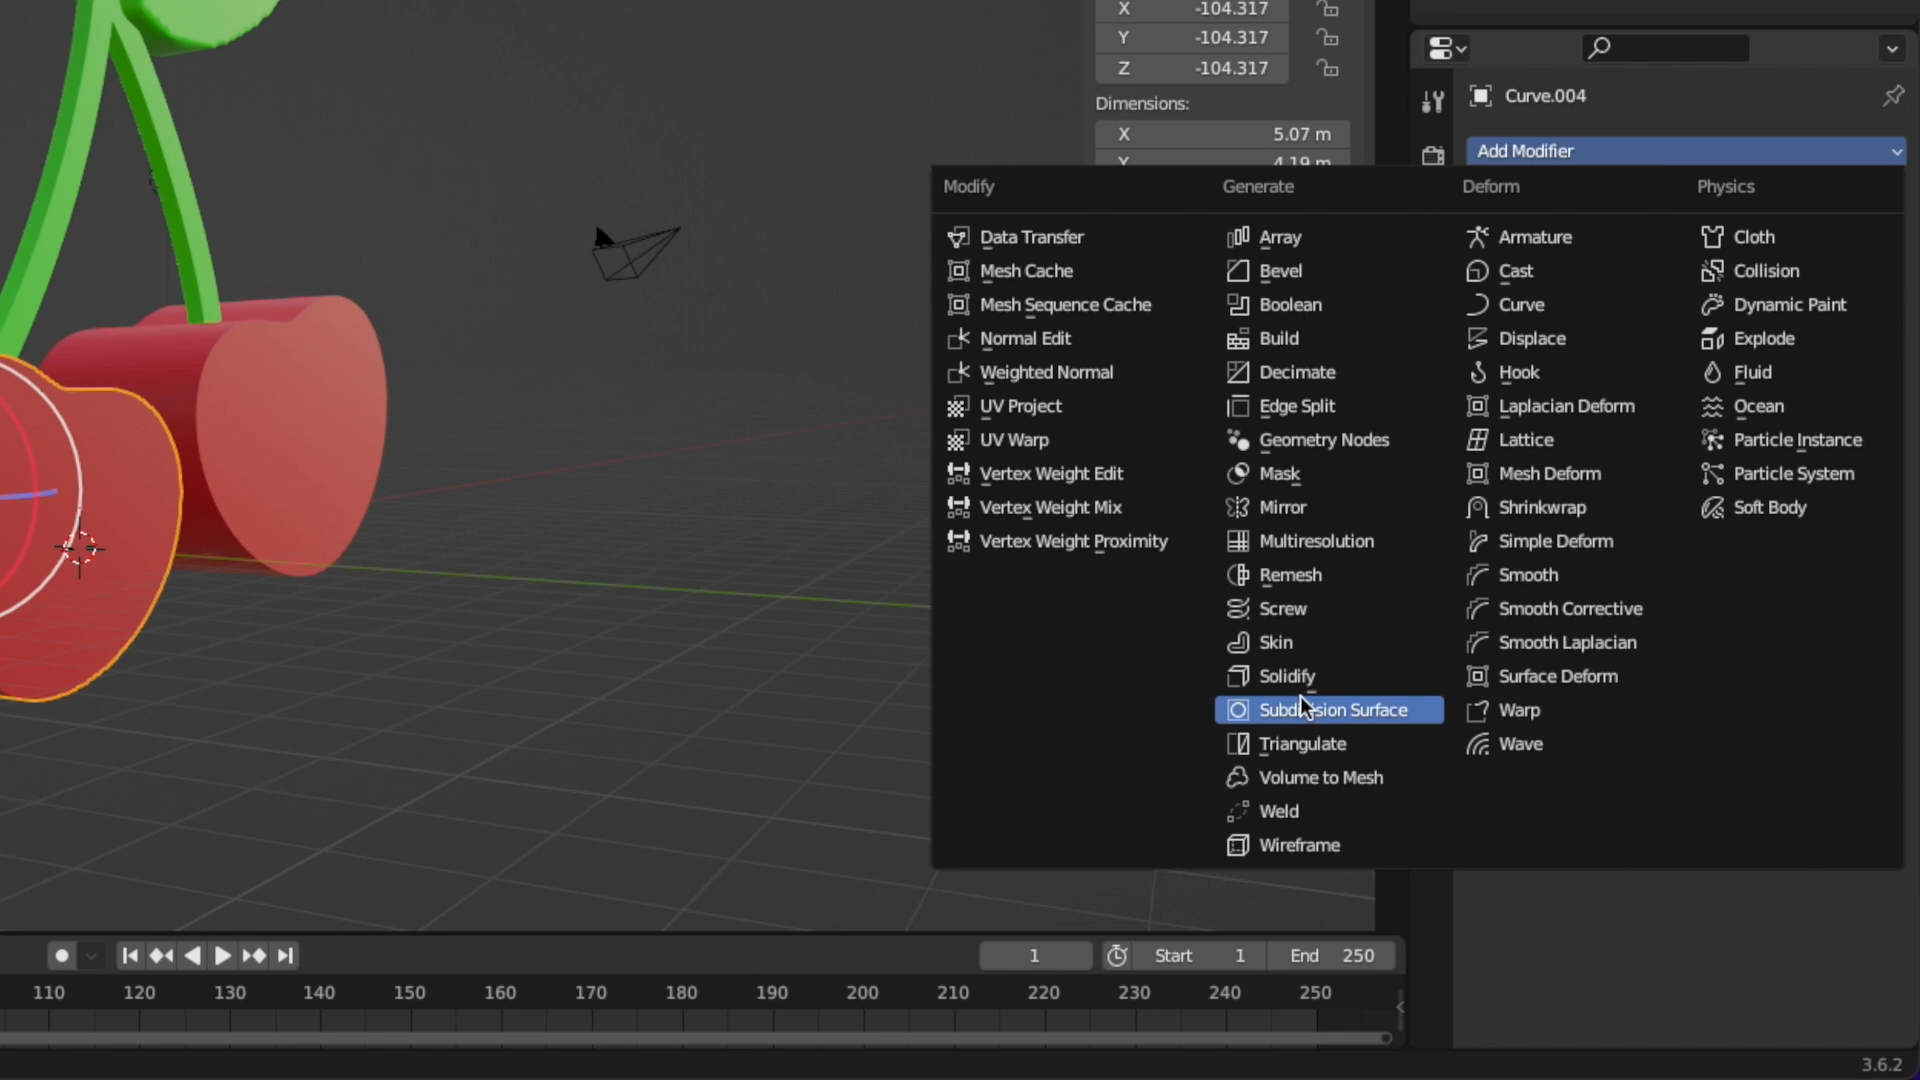 X -104.317
Y -104.317
Z -104.317
Dimensions:
X 5.07 m
Y 4.19 m
Curve.004
Add Modifier
Modify Generate Deform Physics
Data Transfer Array Armature Cloth
Mesh Cache Bevel Cast Collision
Mesh Sequence Cache Boolean Curve Dynamic Paint
Normal Edit Build Displace Explode
Weighted Normal Decimate Hook Fluid
UV Project Edge Split Laplacian Deform Ocean
UV Warp Geometry Nodes Lattice Particle Instance
Vertex Weight Edit Mask Mesh Deform Particle System
Vertex Weight Mix Mirror Shrinkwrap Soft Body
Vertex Weight Proximity Multiresolution Simple Deform
Remesh Smooth
Screw Smooth Corrective
Skin Smooth Laplacian
Solidify Surface Deform
Subdivision Surface Warp
Triangulate Wave
Volume to Mesh
Weld
Wireframe
1 Start 1 End 250
110 120 130 140 150 160 170 180 190 200 210 220 230 240 250
3.6.2